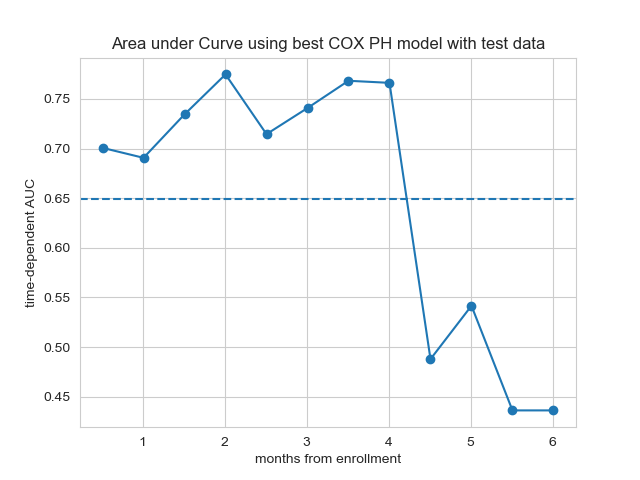 Area under Curve using best COX PH model with test data
time-dependent AUC
0.75
0.70
0.65
0.60
0.55
0.50
0.45
1 2 3 4 5 6
months from enrollment